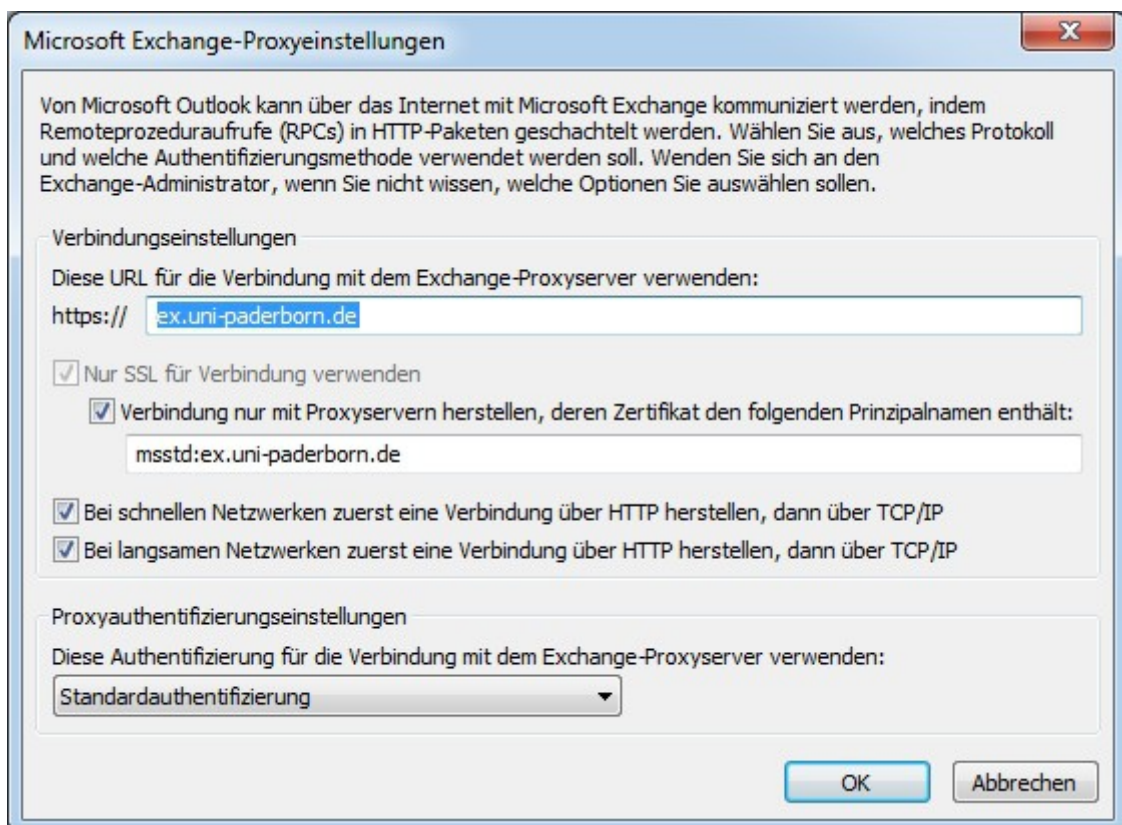 Microsoft Exchange-Proxyeinstellungen
Von Microsoft Outlook kann über das Internet mit Microsoft Exchange kommuniziert werden, indem
Remoteprozeduraufrufe (RPCs) in HTTP-Paketen geschachtelt werden. Wählen Sie aus, welches Protokoll
und welche Authentifizierungsmethode verwendet werden soll. Wenden Sie sich an den
Exchange-Administrator, wenn Sie nicht wissen, welche Optionen Sie auswählen sollen.
Verbindungseinstellungen
Diese URL für die Verbindung mit dem Exchange-Proxyserver verwenden:
https:// ex.uni-paderborn.de
Nur SSL für Verbindung verwenden
Verbindung nur mit Proxyservern herstellen, deren Zertifikat den folgenden Prinzipalnamen enthält:
msstd:ex.uni-paderborn.de
Bei schnellen Netzwerken zuerst eine Verbindung über HTTP herstellen, dann über TCP/IP
Bei langsamen Netzwerken zuerst eine Verbindung über HTTP herstellen, dann über TCP/IP
Proxyauthentifizierungseinstellungen
Diese Authentifizierung für die Verbindung mit dem Exchange-Proxyserver verwenden:
Standardauthentifizierung
OK Abbrechen